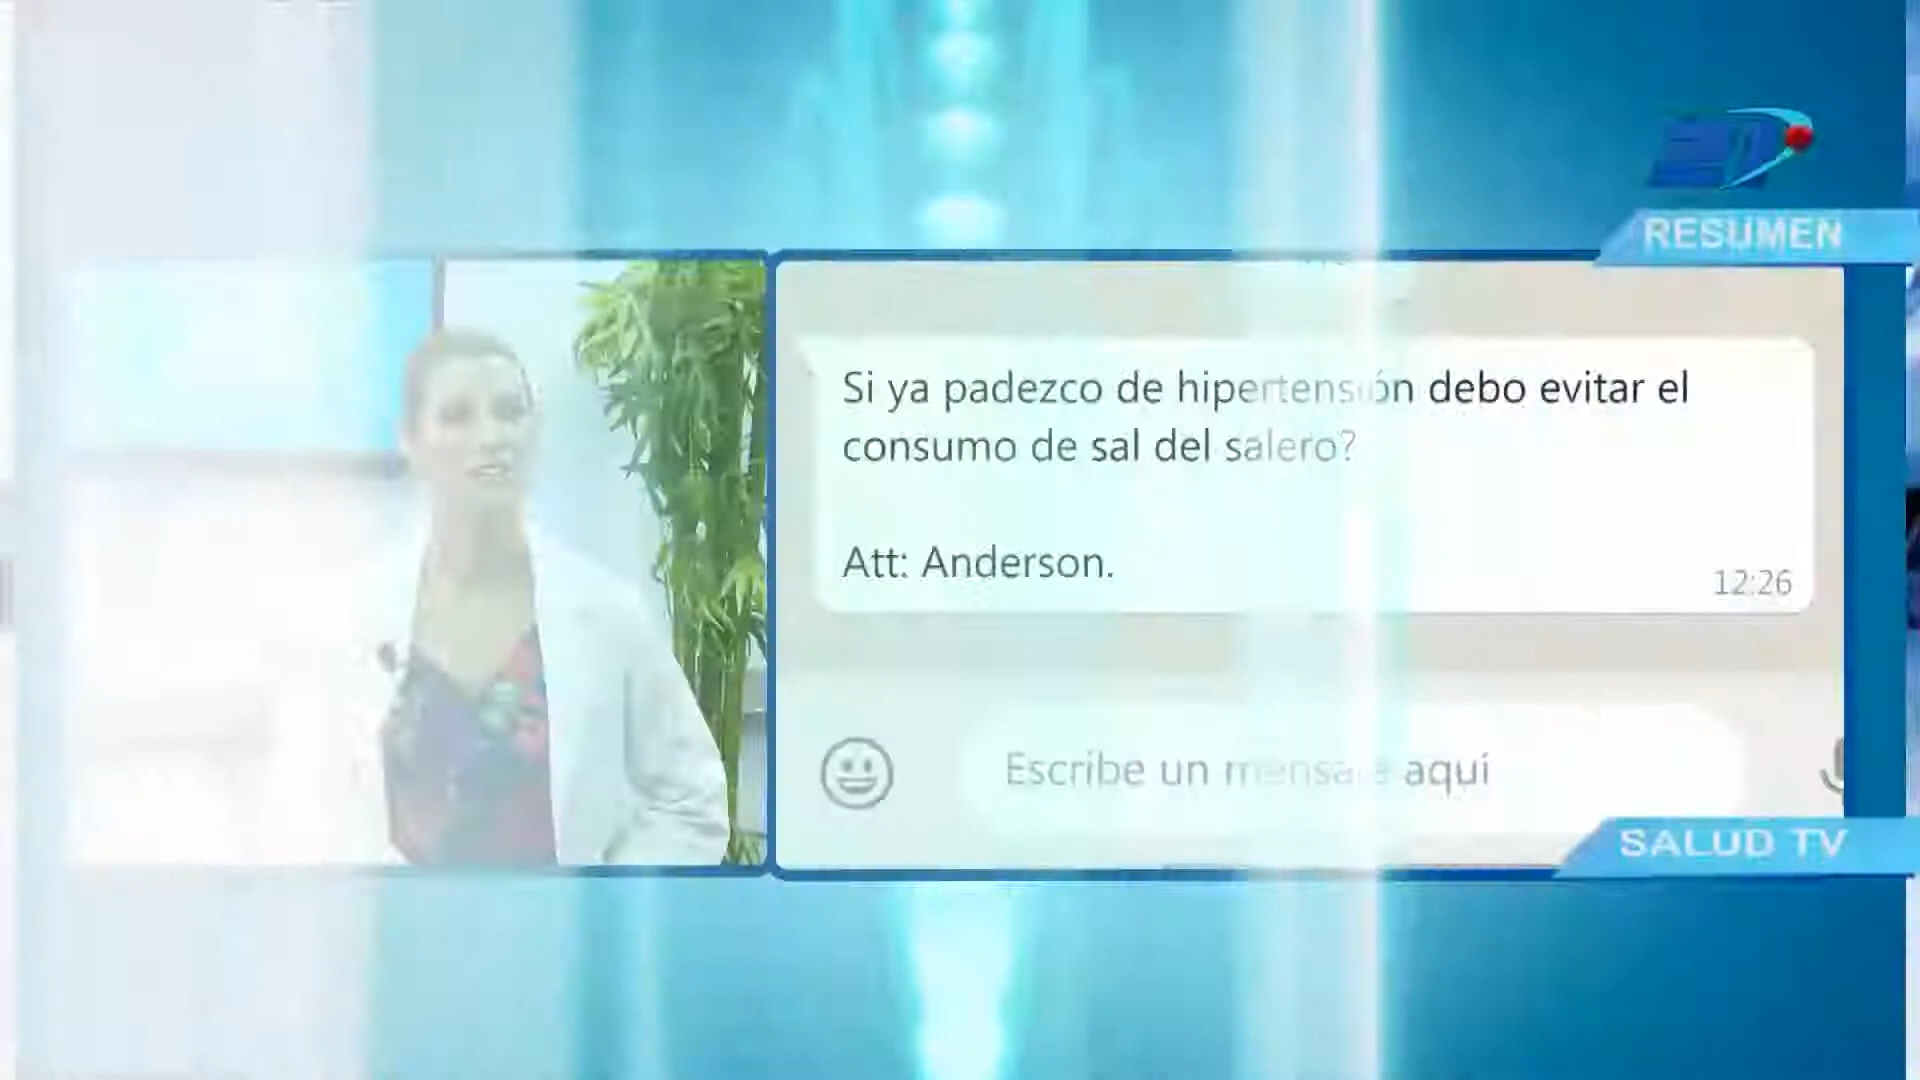 RESUMEN
Si ya padezco de hipertensión debo evitar el
consumo de sal del salero?
Att: Anderson.
12:26
Escribe un mensaje aquí
SALUD TV